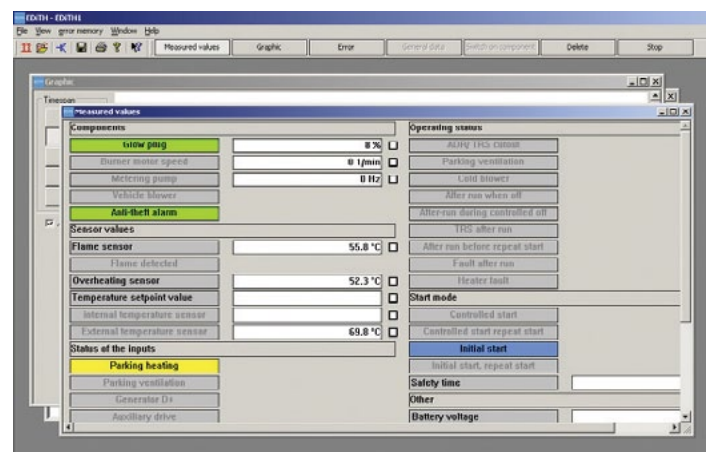 EDiTH - EDiTH1
File View error memory Window Help
Measured values Graphic Error General data Switch on component Delete Stop
Graphic
Timespan
Measured values
Components Operating status
Glow plug 8 % ADR/TRS cutout
Burner motor speed 0 1/min Parking ventilation
Metering pump 0 Hz Cold blower
Vehicle blower After run when off
Anti-theft alarm After-run during controlled off
Sensor values TRS after run
Flame sensor 55.8 °C After run before repeat start
Flame detected Fault after run
Overheating sensor 52.3 °C Heater fault
Temperature setpoint value Start mode
Internal temperature sensor Controlled start
External temperature sensor 69.8 °C Controlled start repeat start
Status of the inputs Initial start
Parking heating Initial start, repeat start
Parking ventilation Safety time
Generator D+ Other
Auxiliary drive Battery voltage